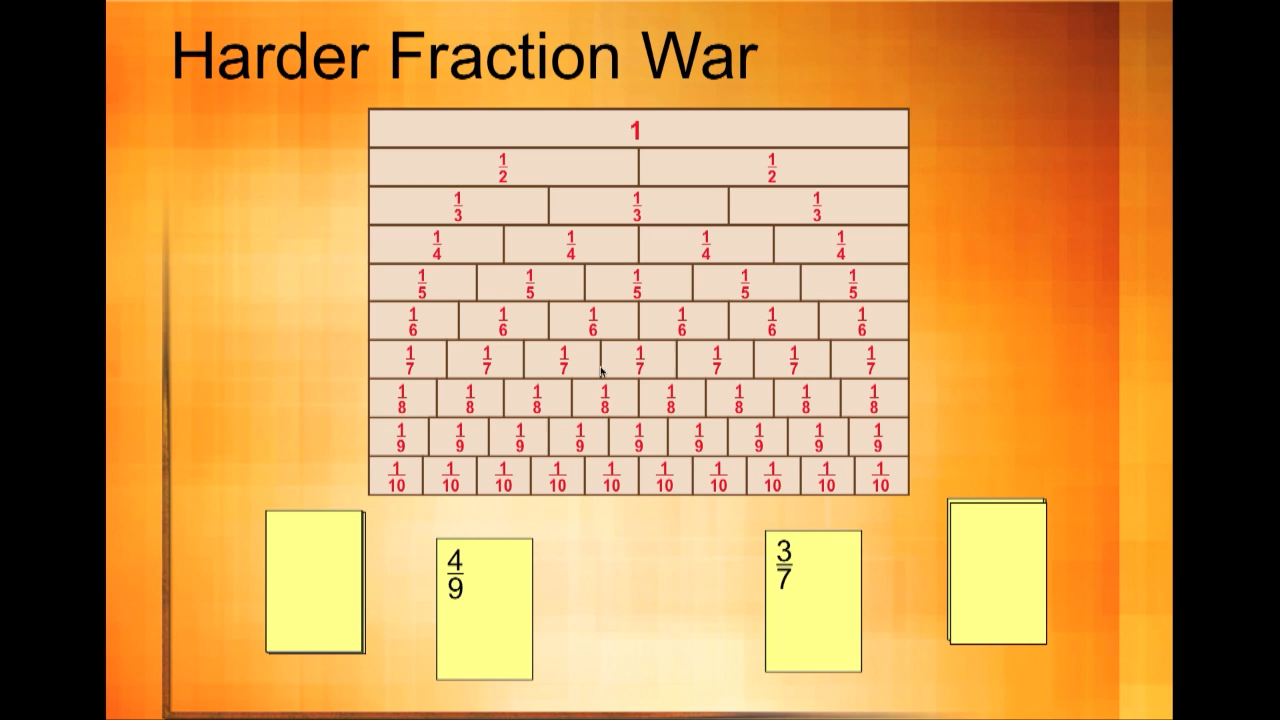 Harder Fraction War
1
1/2 1/2
1/3 1/3 1/3
1/4 1/4 1/4 1/4
1/5 1/5 1/5 1/5 1/5
1/6 1/6 1/6 1/6 1/6 1/6
1/7 1/7 1/7 1/7 1/7 1/7 1/7
1/8 1/8 1/8 1/8 1/8 1/8 1/8 1/8
1/9 1/9 1/9 1/9 1/9 1/9 1/9 1/9 1/9
1/10 1/10 1/10 1/10 1/10 1/10 1/10 1/10 1/10 1/10
4/9 3/7